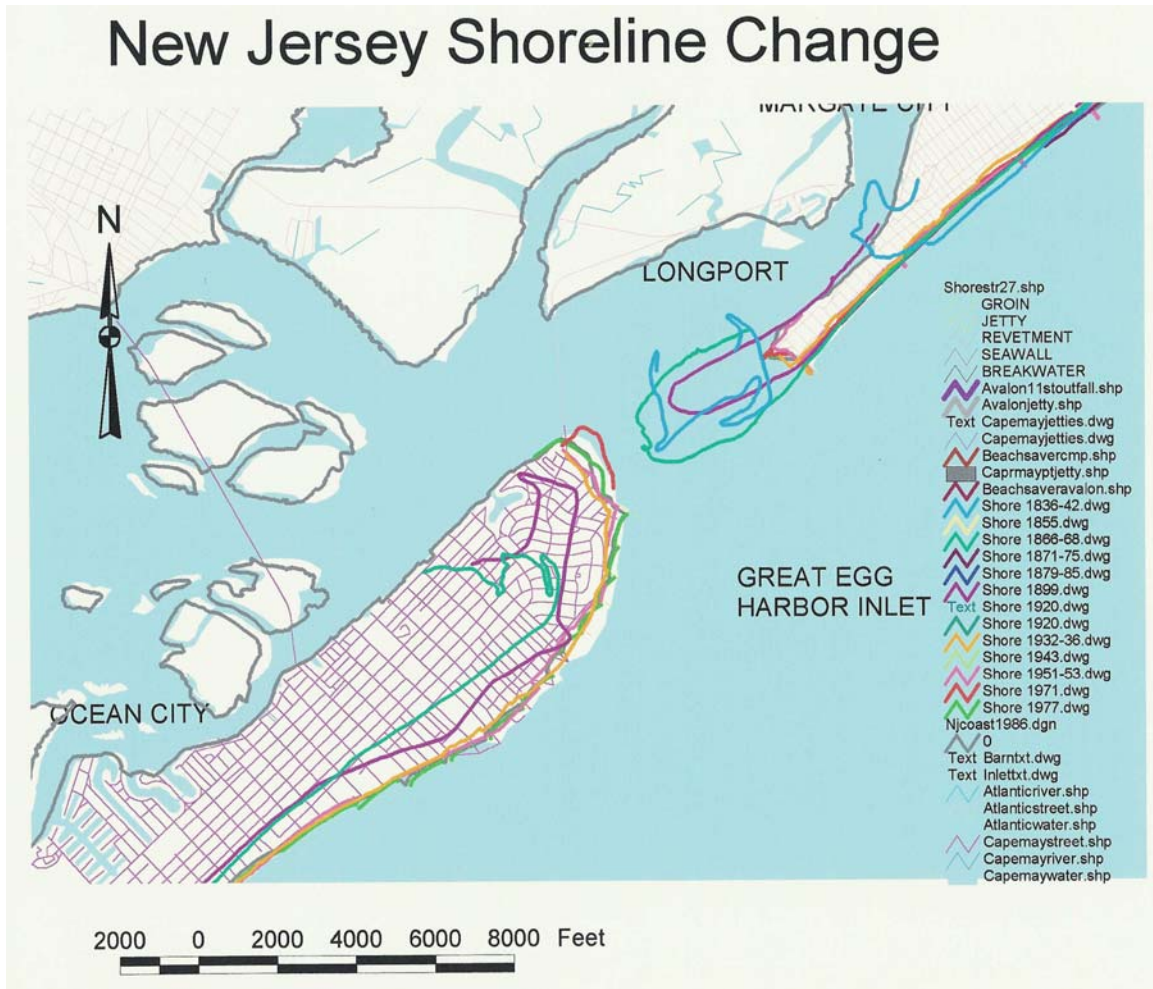 New Jersey Shoreline Change
MARGATE CITY
N
LONGPORT
GREAT EGG
HARBOR INLET
OCEAN CITY
Shorestr27.shp
GROIN
JETTY
REVETMENT
SEAWALL
BREAKWATER
Avalon11stoutfall.shp
Avalonjetty.shp
Text Capemayjetties.dwg
Capemayjetties.dwg
Beachsavercmp.shp
Caprmayptjetty.shp
Beachsaveravalon.shp
Shore 1836-42.dwg
Shore 1855.dwg
Shore 1866-68.dwg
Shore 1871-75.dwg
Shore 1879-85.dwg
Shore 1899.dwg
Text Shore 1920.dwg
Shore 1920.dwg
Shore 1932-36.dwg
Shore 1943.dwg
Shore 1951-53.dwg
Shore 1971.dwg
Shore 1977.dwg
Njcoast1986.dgn
0
Text Barntxt.dwg
Text Inlettxt.dwg
Atlanticriver.shp
Atlanticstreet.shp
Atlanticwater.shp
Capemaystreet.shp
Capemayriver.shp
Capemaywater.shp
2000 0 2000 4000 6000 8000 Feet